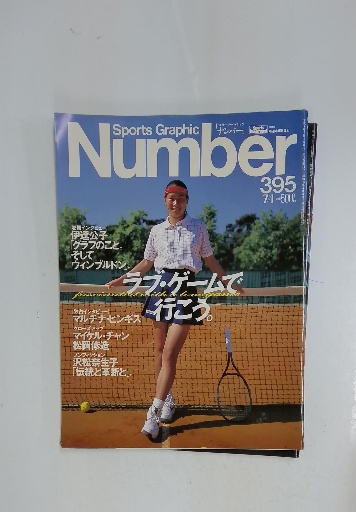 Sports Graphic
ナンバー
Number
395
7/1
伊達公子
「グラフのこと、
そして
ウィンブルドン。」
ラブ・ゲームで
行こう。
マルチナ・ヒンギス
マイケル・チャン
松岡修造
沢松奈生子
「伝統と革新と。」